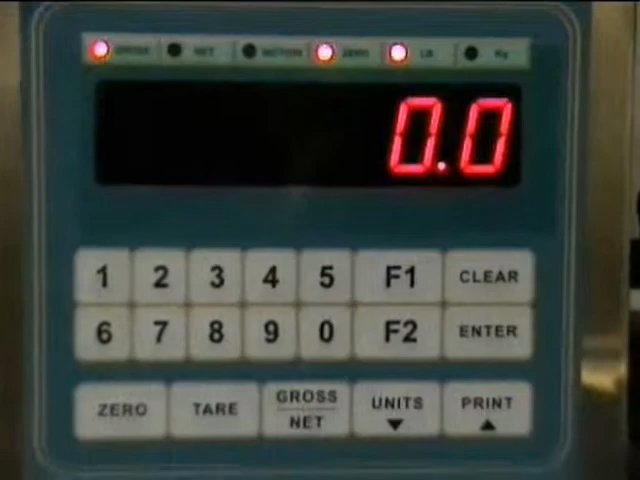 GROSS NET MOTION ZERO LB Kg
0.0
1 2 3 4 5 F1 CLEAR
6 7 8 9 0 F2 ENTER
ZERO TARE GROSS NET UNITS PRINT